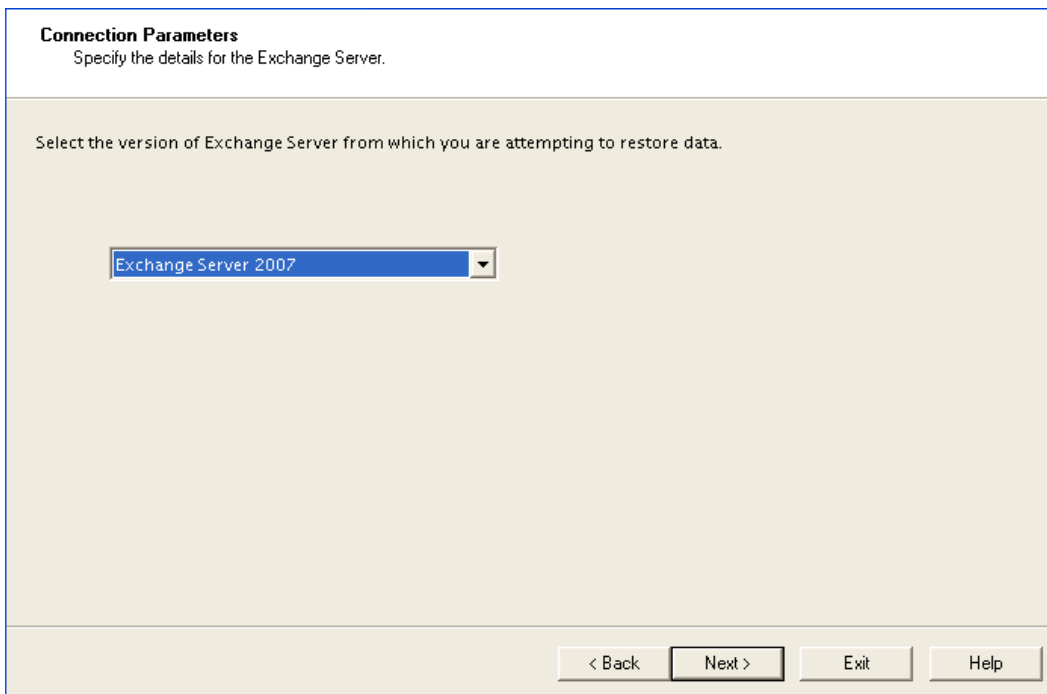 Connection Parameters
Specify the details for the Exchange Server.
Select the version of Exchange Server from which you are attempting to restore data.
Exchange Server 2007
< Back Next > Exit Help